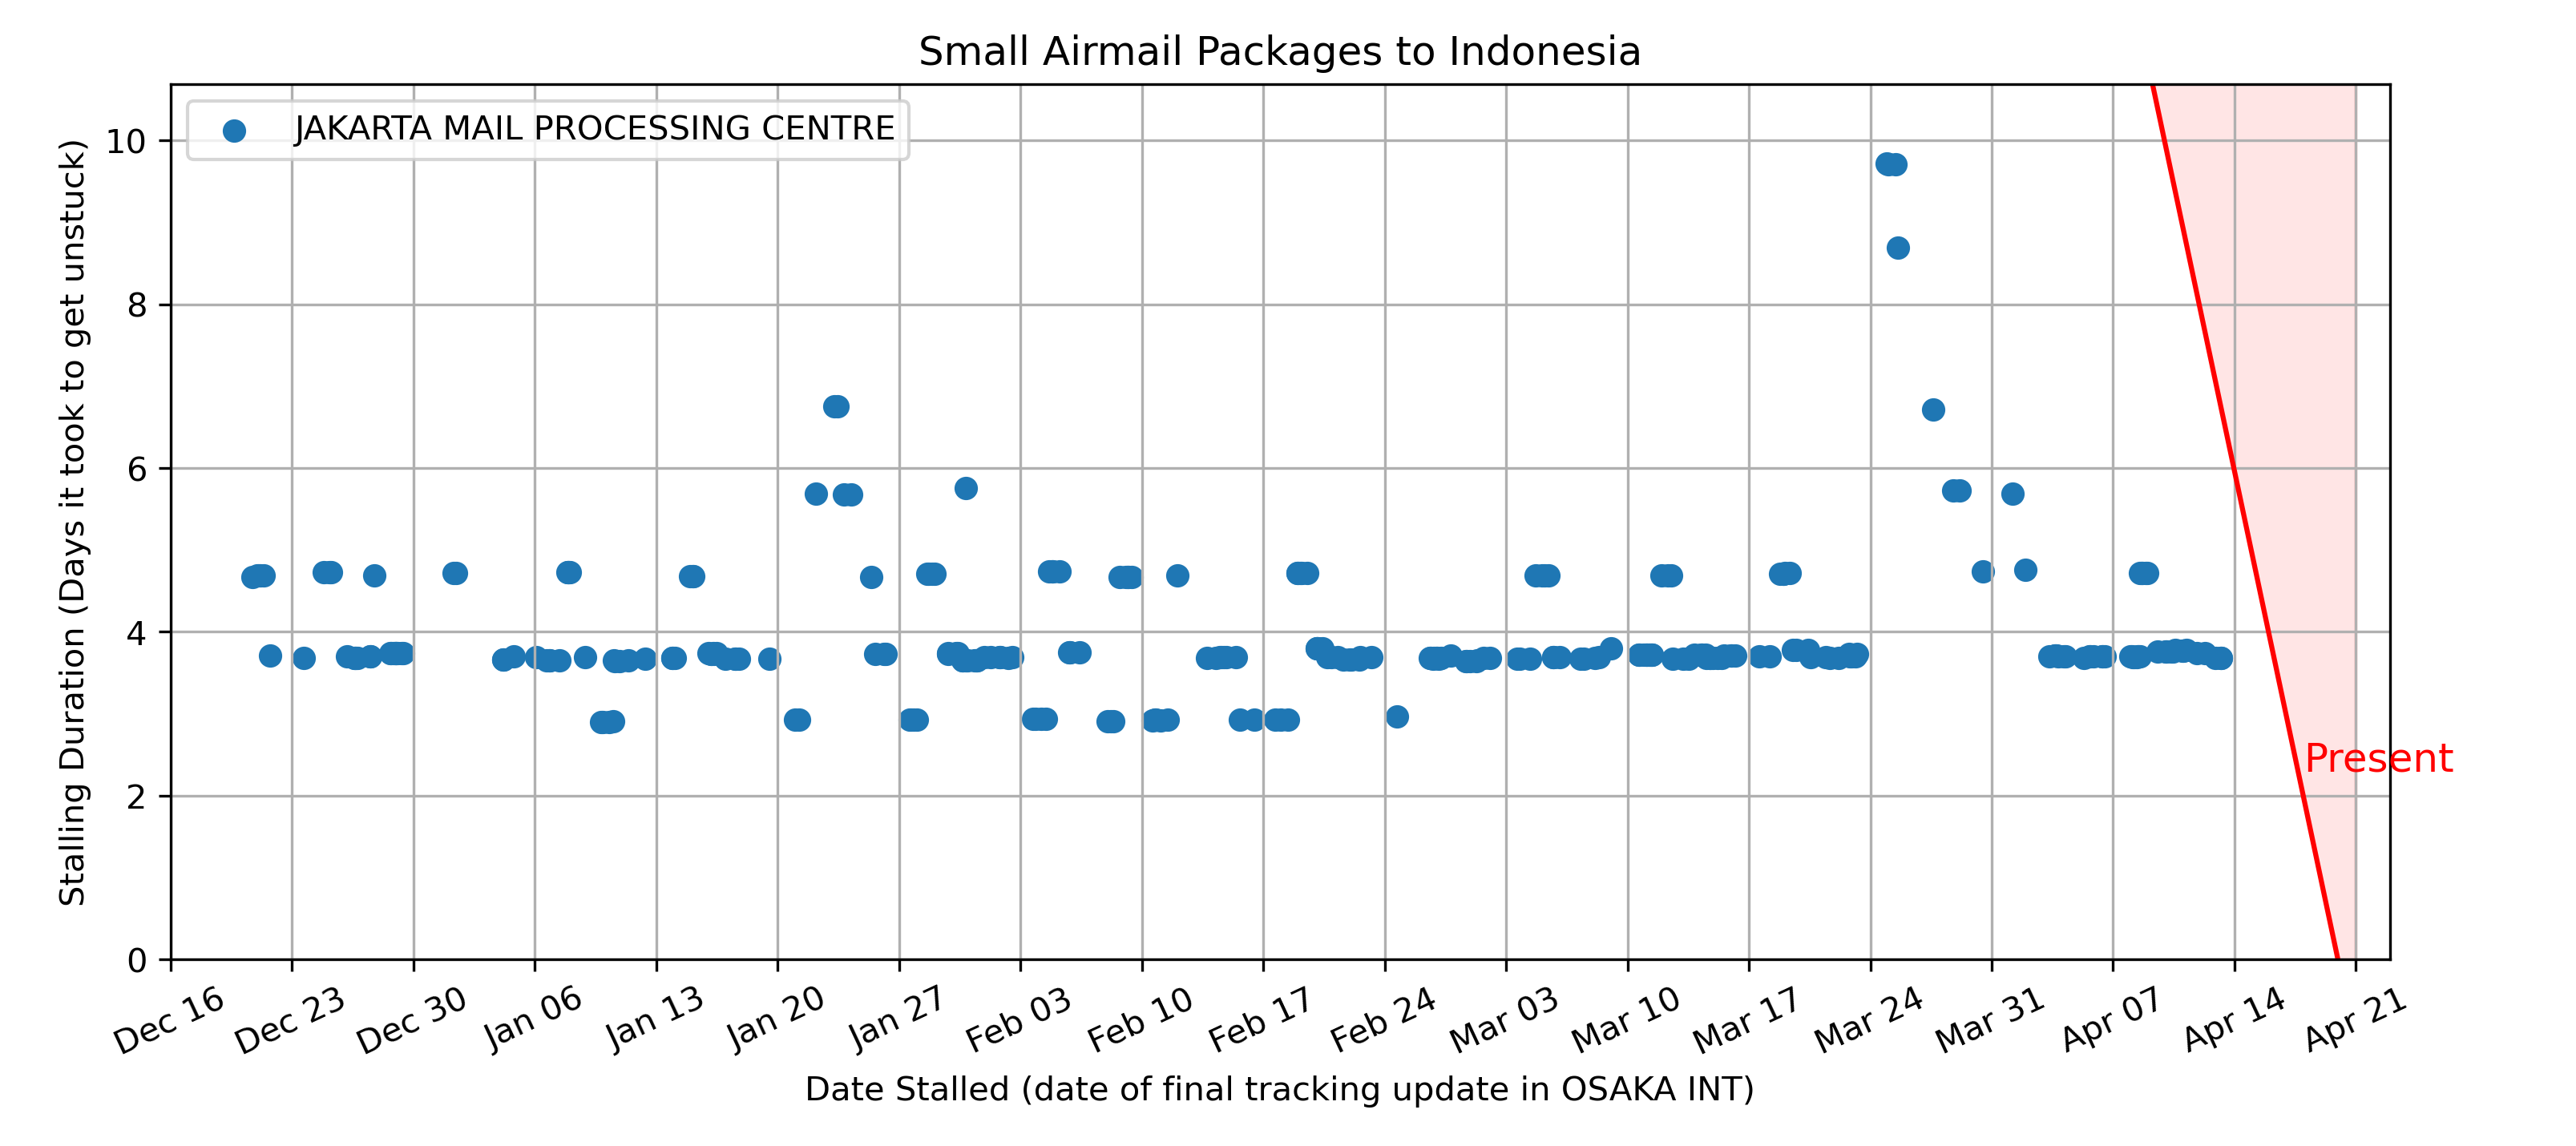 Small Airmail Packages to Indonesia
JAKARTA MAIL PROCESSING CENTRE
Stalling Duration (Days it took to get unstuck)
10
8
6
4
2
0
Present
Dec 16
Dec 23
Dec 30
Jan 06
Jan 13
Jan 20
Jan 27
Feb 03
Feb 10
Feb 17
Feb 24
Mar 03
Mar 10
Mar 17
Mar 24
Mar 31
Apr 07
Apr 14
Apr 21
Date Stalled (date of final tracking update in OSAKA INT)